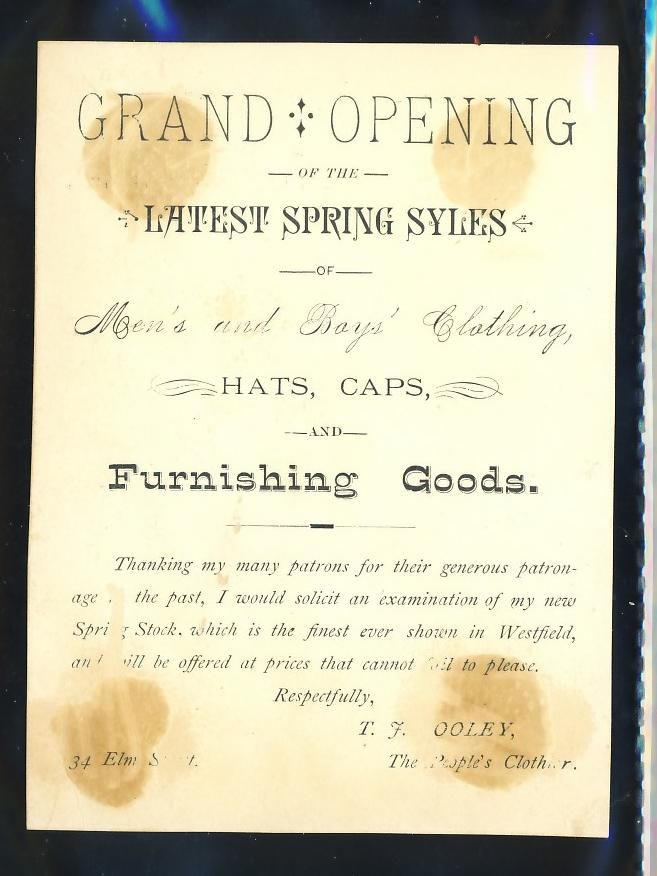 GRAND OPENING
— OF THE —
LATEST SPRING SYLES
—OF—
Men's and Boys' Clothing,
HATS, CAPS,
—AND—
Furnishing Goods.
Thanking my many patrons for their generous patron-
age the past, I would solicit an examination of my new
Stock, which is the finest ever shown in Westfield,
be offered at prices that cannot to please.
Respectfully,
T. J.
34 Elm
The People's